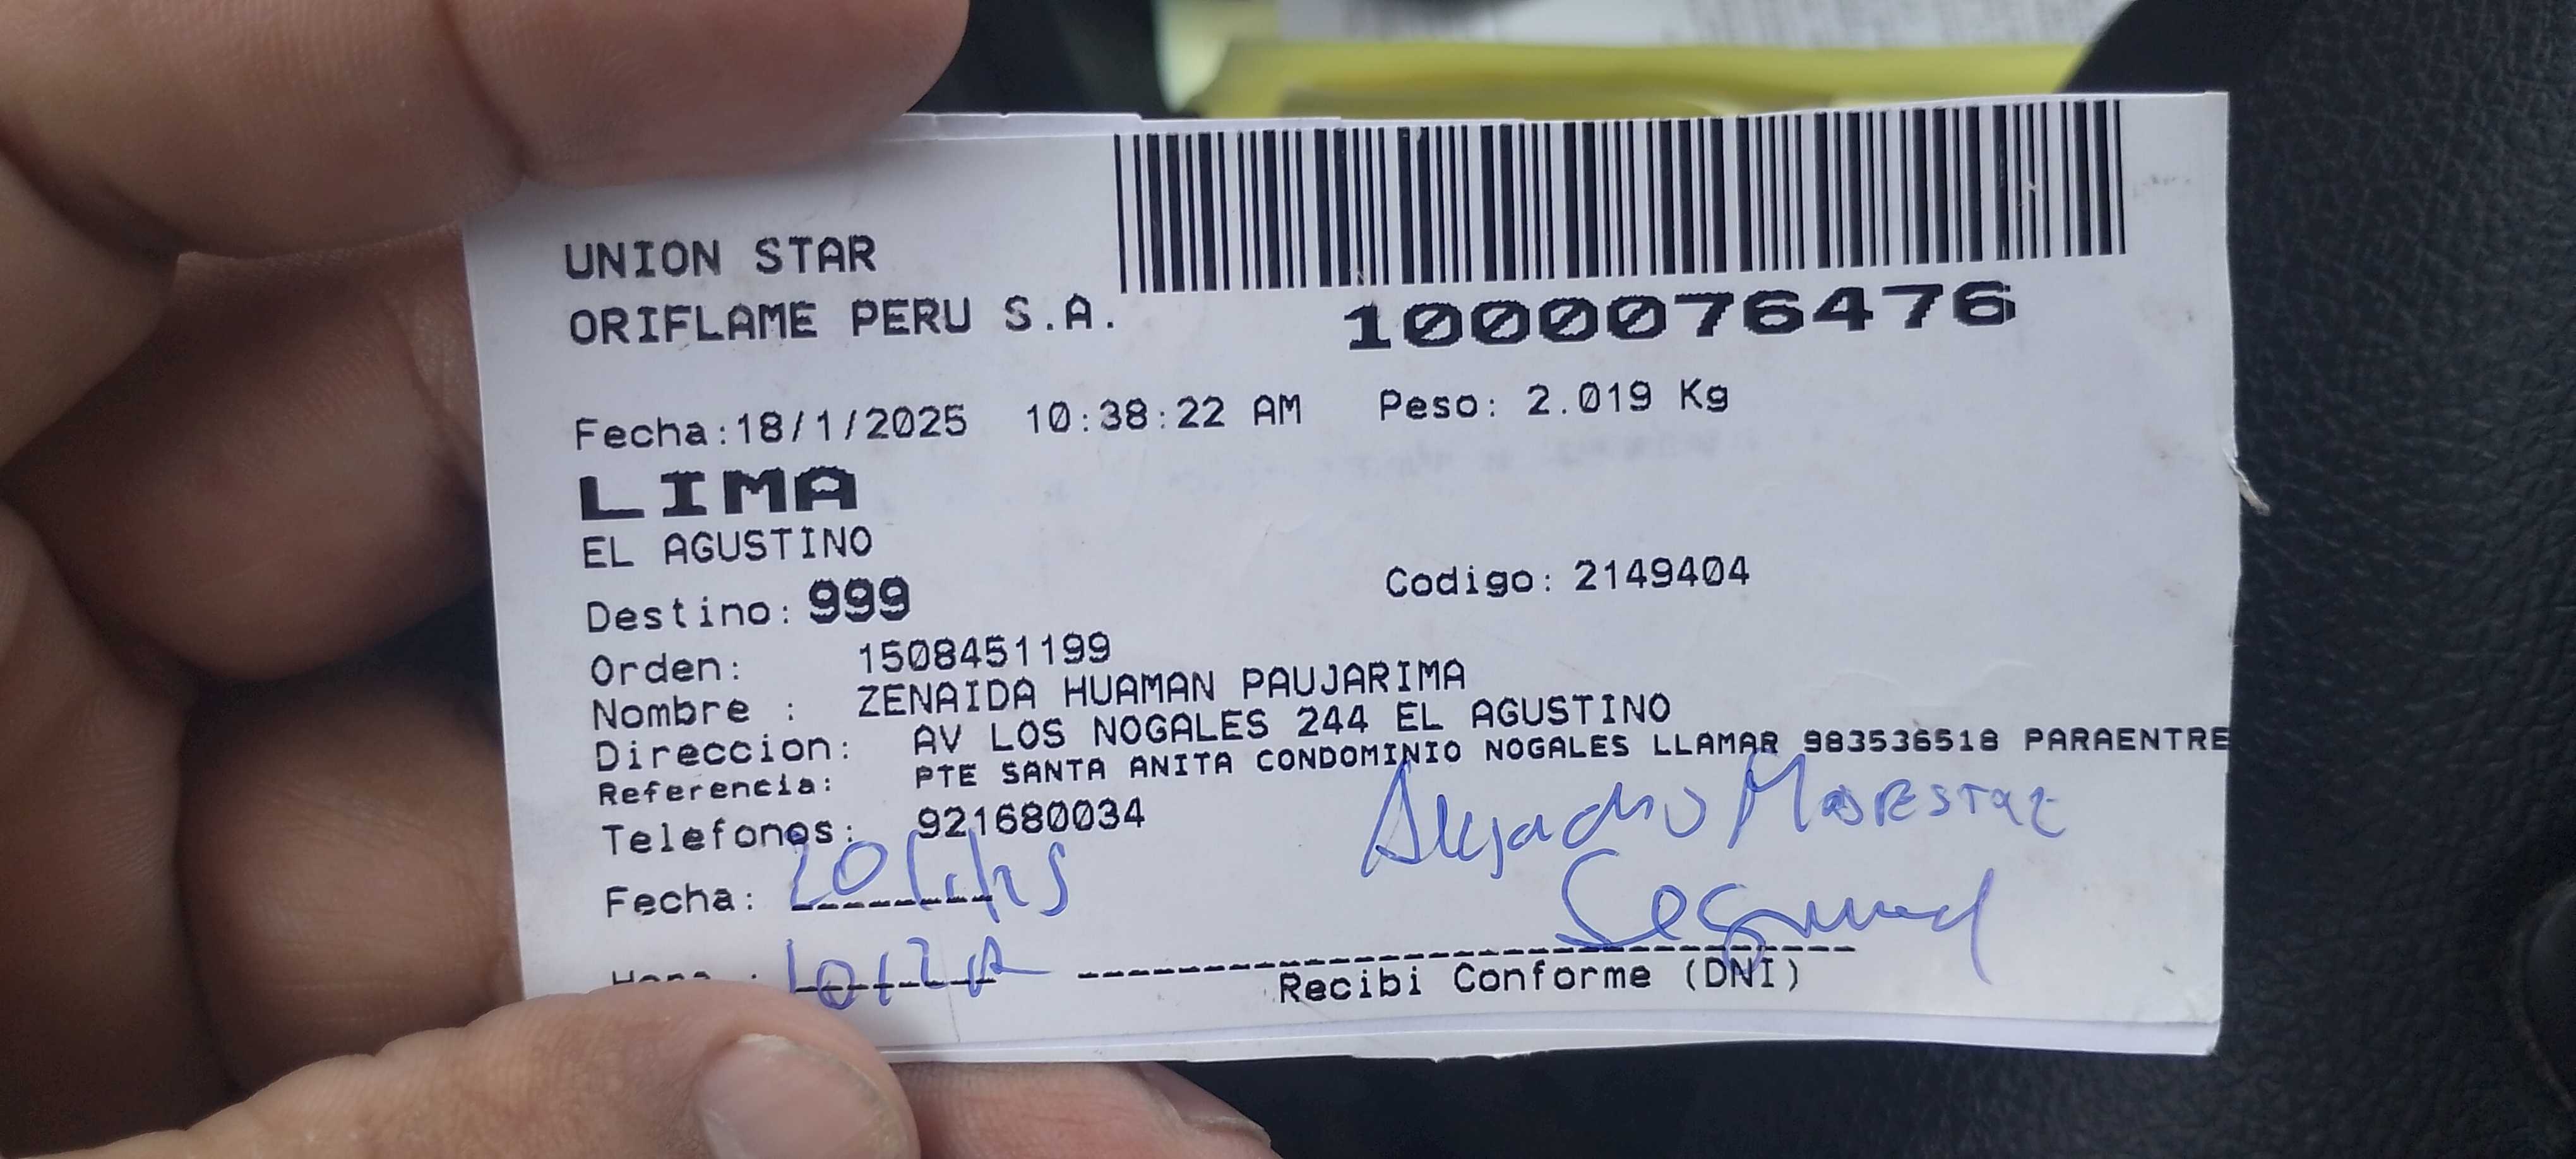 UNION STAR
ORIFLAME PERU S.A.
1000076476
Fecha:18/1/2025 10:38:22 AM Peso: 2.019 Kg
LIMA
EL AGUSTINO
Destino: 999 Codigo: 2149404
Orden: 1508451199
Nombre : ZENAIDA HUAMAN PAUJARIMA
Direccion: AV LOS NOGALES 244 EL AGUSTINO
Referencia: PTE SANTA ANITA CONDOMINIO NOGALES LLAMAR 983536518 PARAENTRE
Telefonos: 921680034
Alejandro
Fecha:
Hora :
Recibi Conforme (DNI)